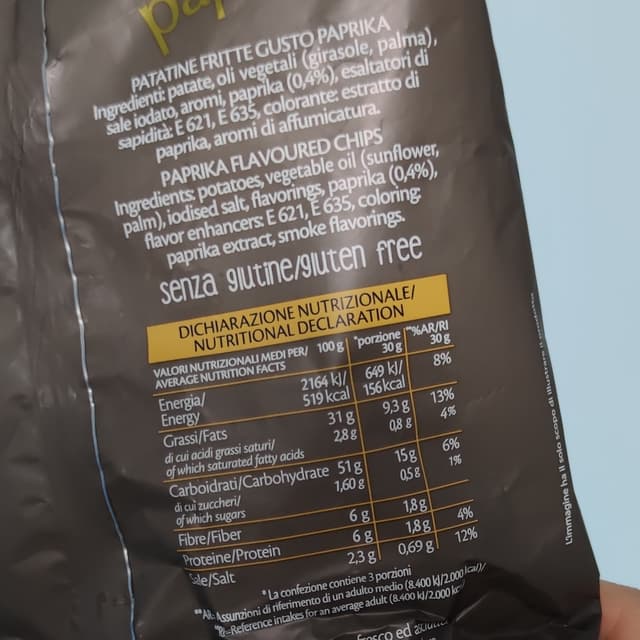 pap
PATATINE FRITTE GUSTO PAPRIKA
Ingredienti: patate, oli vegetali (girasole, palma),
sale iodato, aromi, paprika (0,4%), esaltatori di
sapidità: E 621, E 635, colorante: estratto di
paprika, aromi di affumicatura.
PAPRIKA FLAVOURED CHIPS
Ingredients: potatoes, vegetable oil (sunflower,
palm), iodised salt, flavorings, paprika (0,4%),
flavor enhancers: E 621, E 635, coloring:
paprika extract, smoke flavorings.
senza glutine/gluten free
DICHIARAZIONE NUTRIZIONALE/
NUTRITIONAL DECLARATION
VALORI NUTRIZIONALI MEDI PER/ 100 g *porzione **%AR/RI
AVERAGE NUTRITION FACTS 30 g 30 g
Energia/ 2164 kJ/ 649 kJ/ 8%
Energy 519 kcal 156 kcal
Grassi/Fats 31 g 9,3 g 13%
di cui acidi grassi saturi/ 2,8 g 0,8 g 4%
of which saturated fatty acids
Carboidrati/Carbohydrate 51 g 15 g 6%
di cui zuccheri/ 1,60 g 0,5 g 1%
of which sugars
Fibre/Fiber 6 g 1,8 g
Proteine/Protein 6 g 1,8 g 4%
Sale/Salt 2,3 g 0,69 g 12%
* La confezione contiene 3 porzioni
Assunzioni di riferimento di un adulto medio (8.400 kJ/2.000 kcal)/
=Reference intakes for an average adult (8.400 kJ/2.000 kc
fresco ed
L'immagine ha il solo scopo di illustrare il